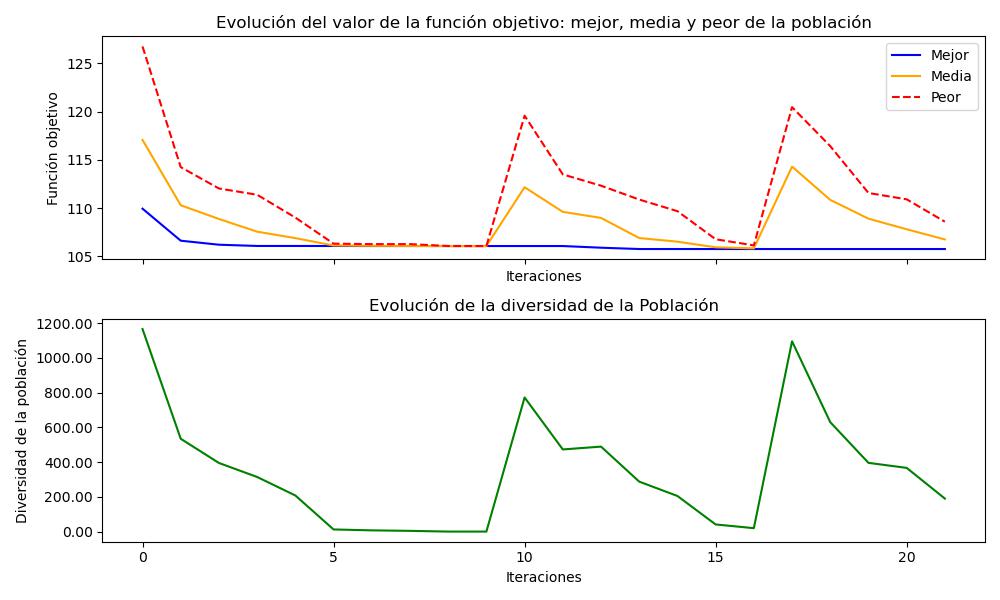 Evolución del valor de la función objetivo: mejor, media y peor de la población
Función objetivo
125
120
115
110
105
Mejor
Media
Peor
Iteraciones
Evolución de la diversidad de la Población
Diversidad de la población
1200.00
1000.00
800.00
600.00
400.00
200.00
0.00
0 5 10 15 20
Iteraciones